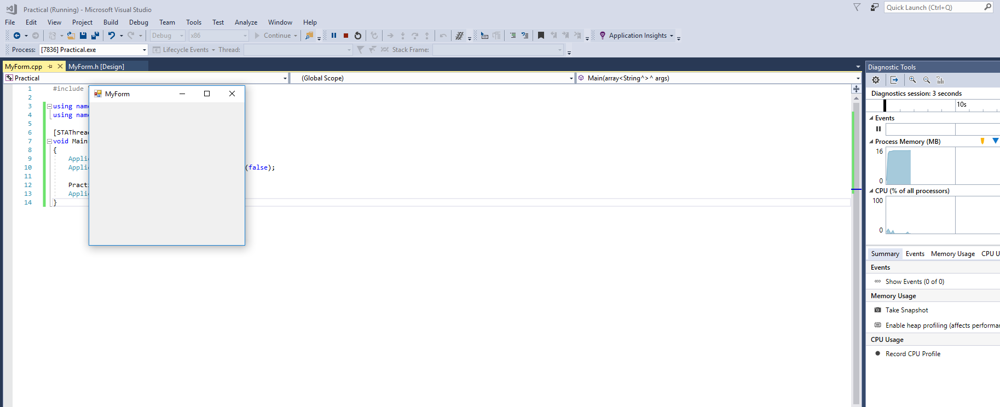 Practical (Running) - Microsoft Visual Studio
Quick Launch (Ctrl+Q)
File Edit View Project Build Debug Team Tools Test Analyze Window Help
Debug x86 Continue Application Insights
Process: [7836] Practical.exe Lifecycle Events Thread: Stack Frame:
MyForm.cpp MyForm.h [Design]
Practical (Global Scope) Main(array<String^>^ args)
1 #include
2
3 using nam
4 using nam
5
6 [STAThread
7 void Main
8 {
9 Appli
10 Appli (false);
11
12 Pract
13 Appli
14 }
MyForm
Diagnostic Tools
Diagnostics session: 3 seconds
10s
Events
Process Memory (MB)
16
0
CPU (% of all processors)
100
0
Summary Events Memory Usage CPU U
Events
Show Events (0 of 0)
Memory Usage
Take Snapshot
Enable heap profiling (affects performa
CPU Usage
Record CPU Profile